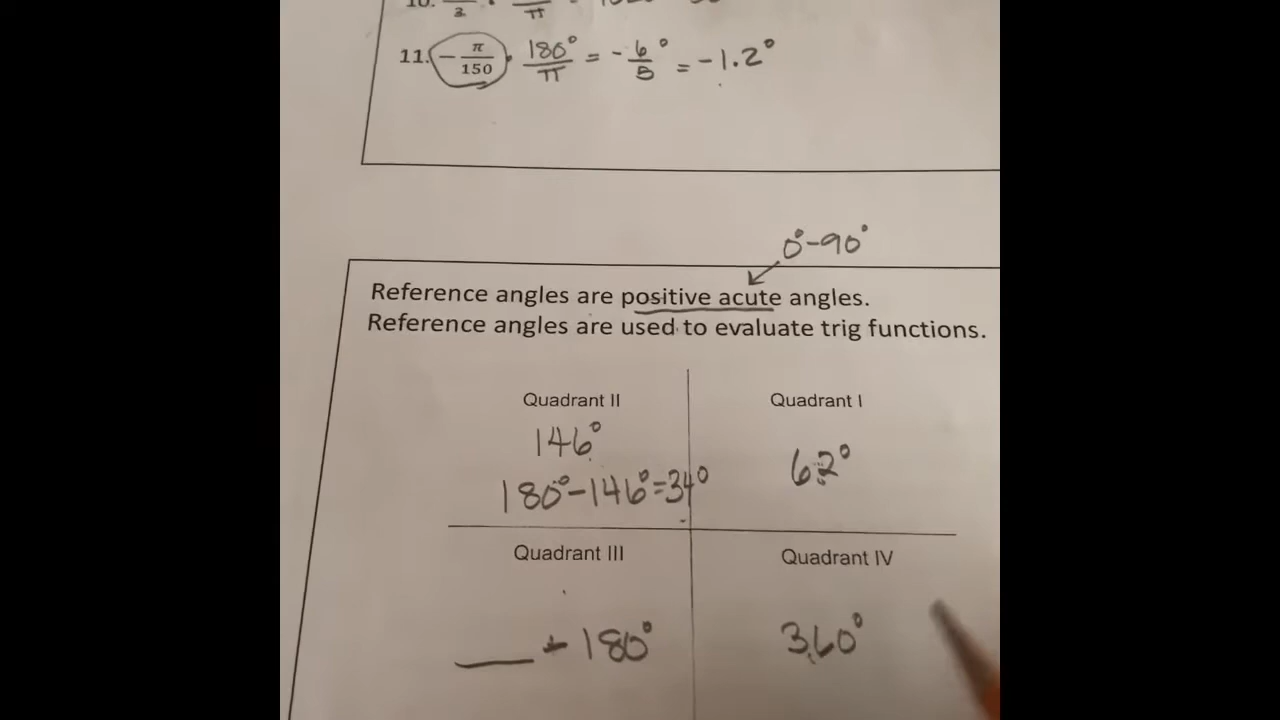 10. — 2 · — π
11. -π/150 · 180°/π = -6/5° = -1.2°
0°-90°
Reference angles are positive acute angles.
Reference angles are used to evaluate trig functions.
Quadrant II
146°
180°-146°=34°
Quadrant I
62°
Quadrant III
___ - 180°
Quadrant IV
360°